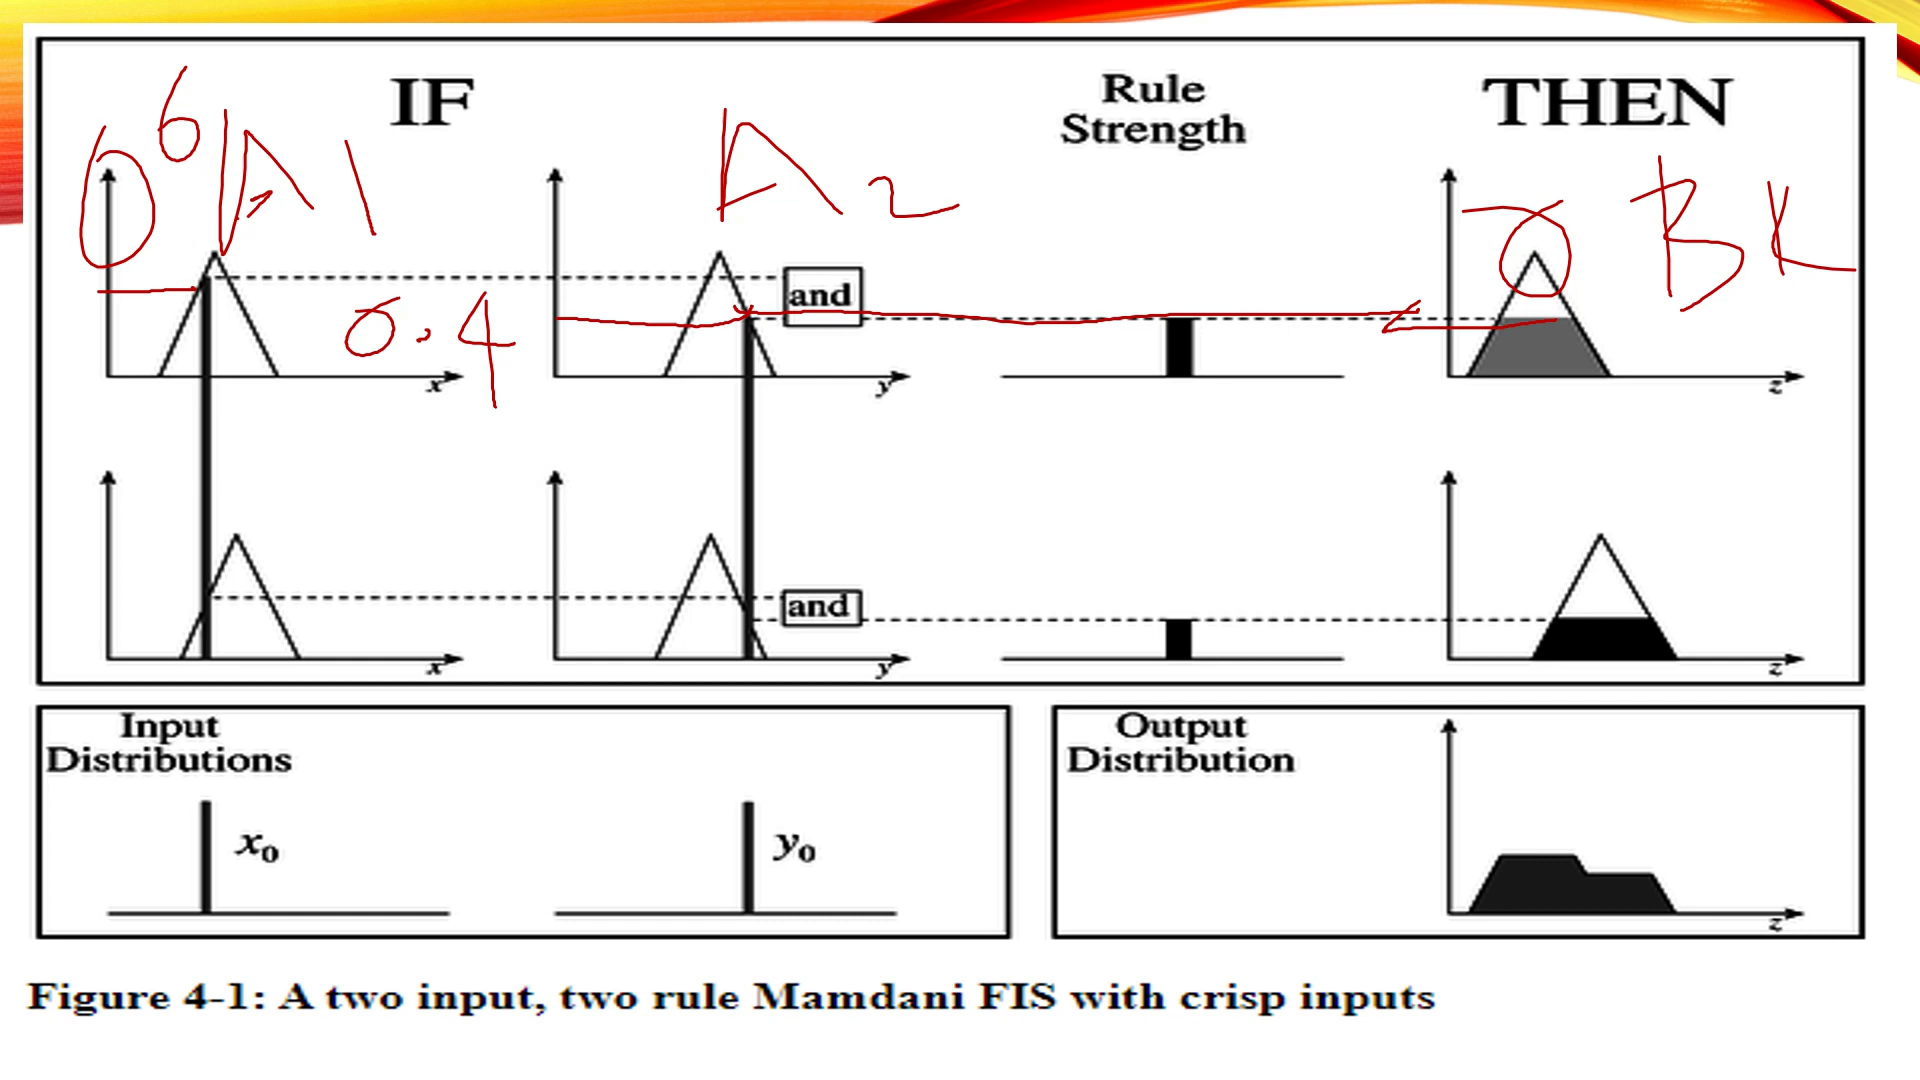 IF
Rule
Strength
THEN
0 6
A1
A 2
BK
and
0.4
x
y
z
and
x
y
z
Input
Distributions
x0
y0
Output
Distribution
z
Figure 4-1: A two input, two rule Mamdani FIS with crisp inputs